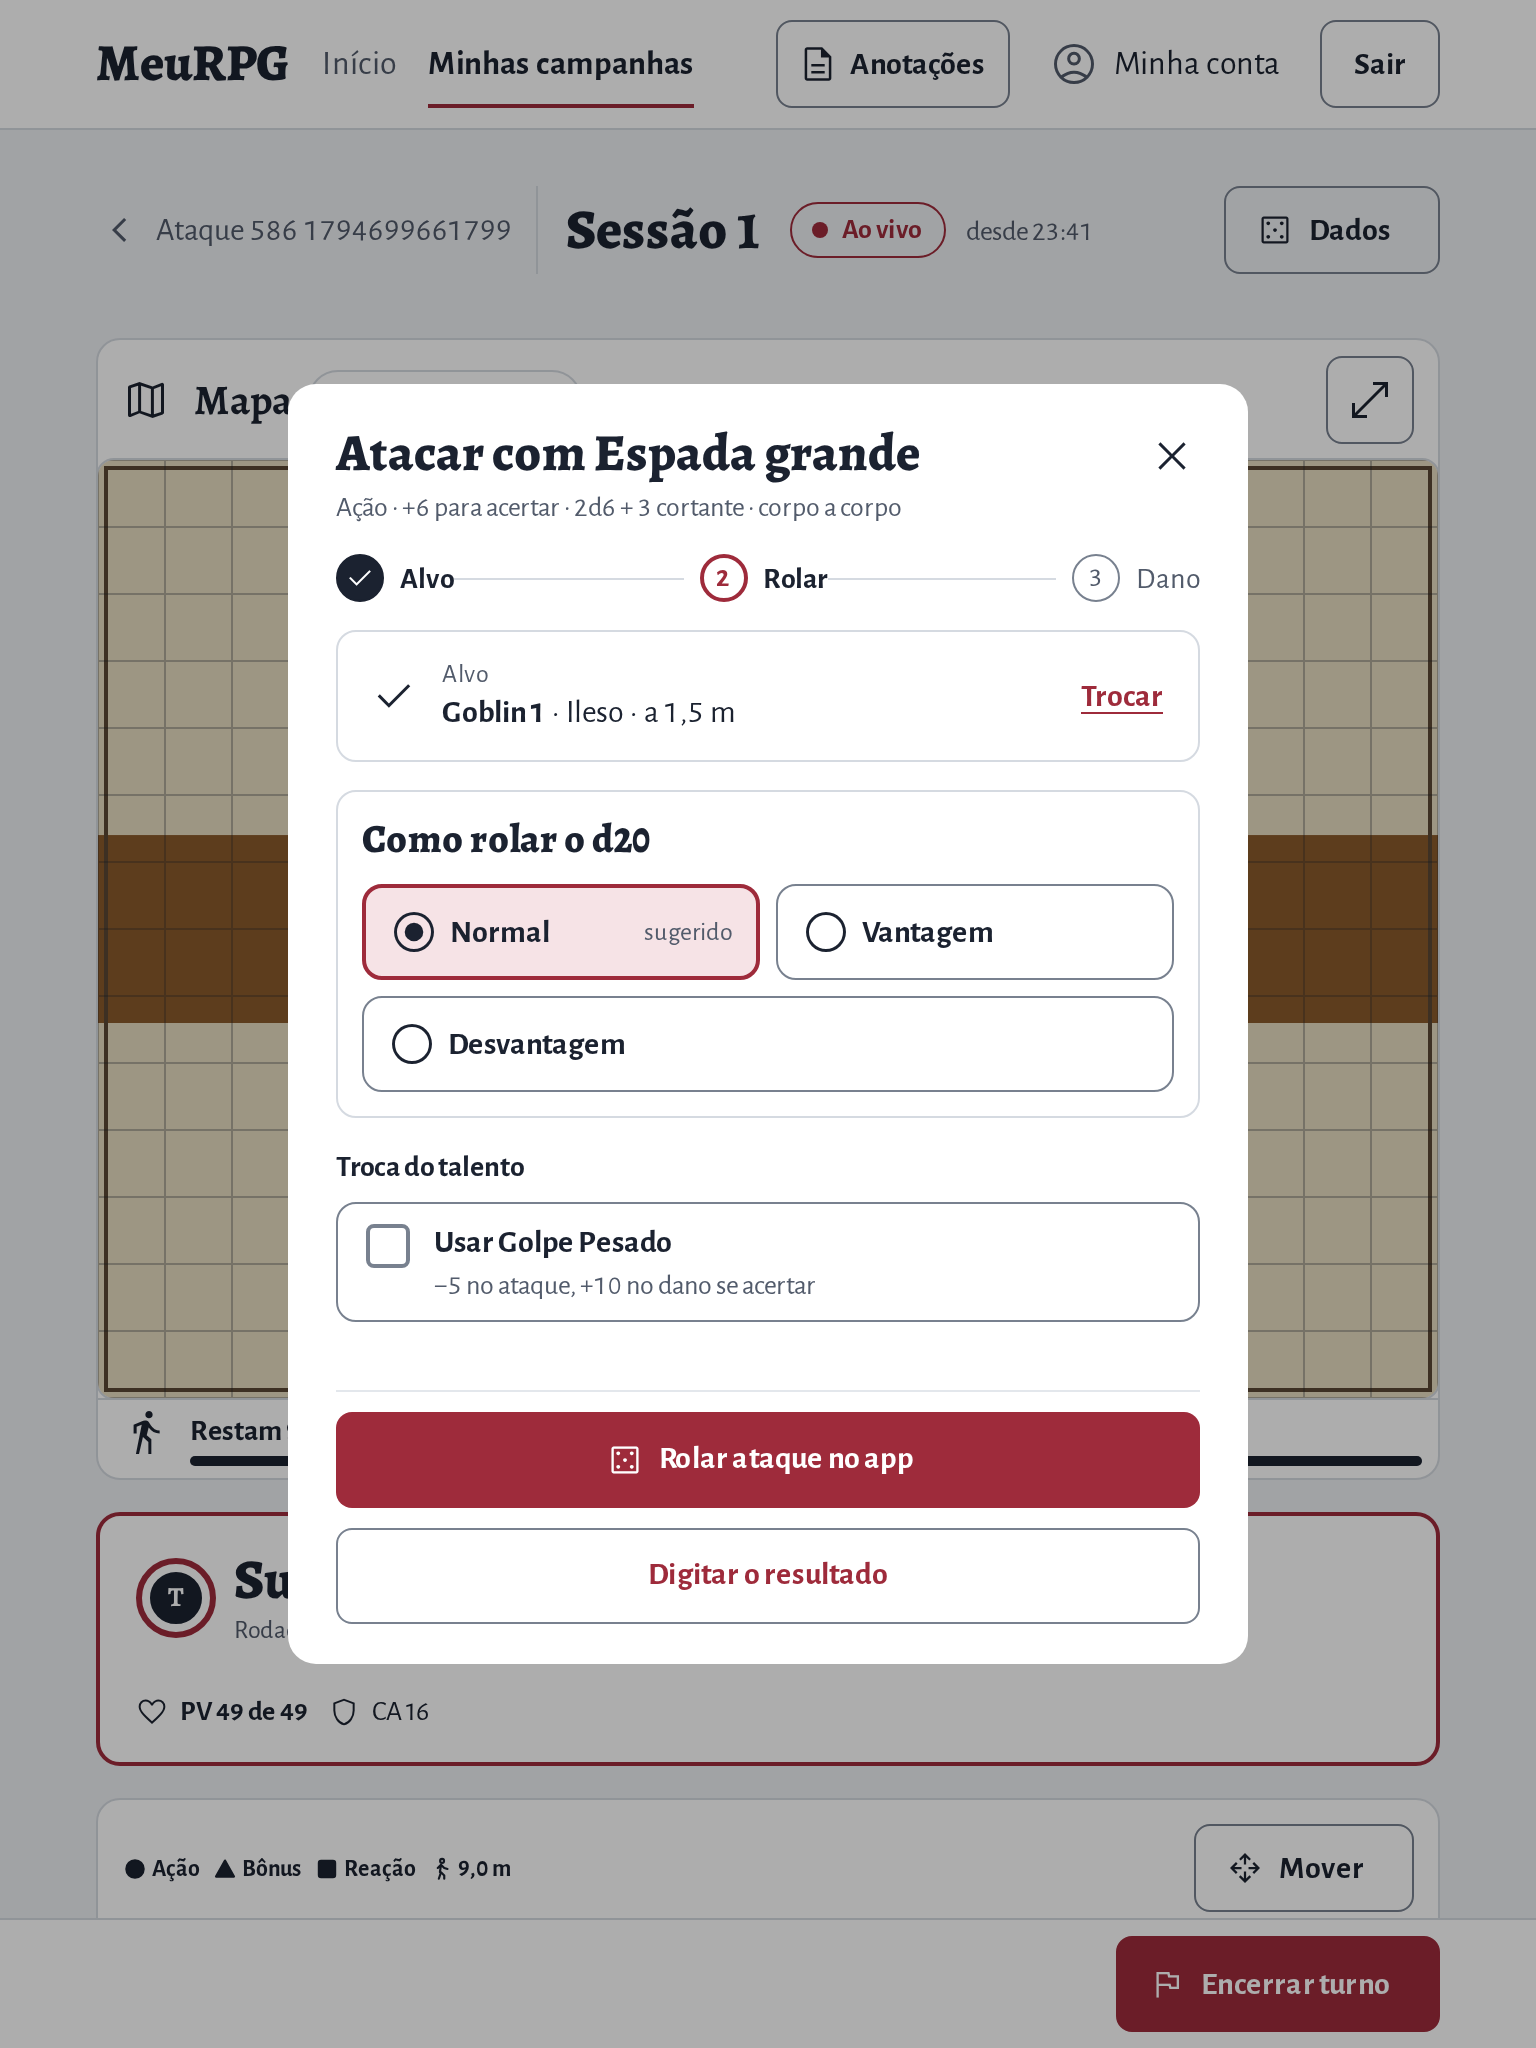 MeuRPG Início Minhas campanhas Anotações Minha conta Sair
Ataque 586 1794699661799 Sessão 1 Ao vivo desde 23:41 Dados
Mapa
Atacar com Espada grande
Ação · +6 para acertar · 2d6 + 3 cortante · corpo a corpo
Alvo 2 Rolar 3 Dano
Alvo
Goblin 1 · Ileso · a 1,5 m
Trocar
Como rolar o d20
Normal sugerido Vantagem
Desvantagem
Troca do talento
Usar Golpe Pesado
−5 no ataque, +10 no dano se acertar
Restam
Rolar ataque no app
Digitar o resultado
T
PV 49 de 49 CA 16
Ação Bônus Reação 9,0 m Mover
Encerrar turno